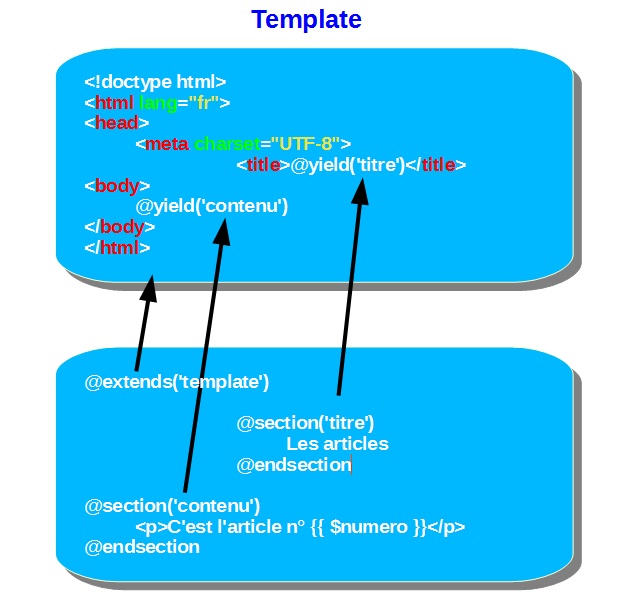 Template
<!doctype html>
<html lang="fr">
<head>
<meta charset="UTF-8">
<title>@yield('titre')</title>
<body>
@yield('contenu')
</body>
</html>
@extends('template')
@section('titre')
Les articles
@endsection
@section('contenu')
<p>C'est l'article n° {{ $numero }}</p>
@endsection